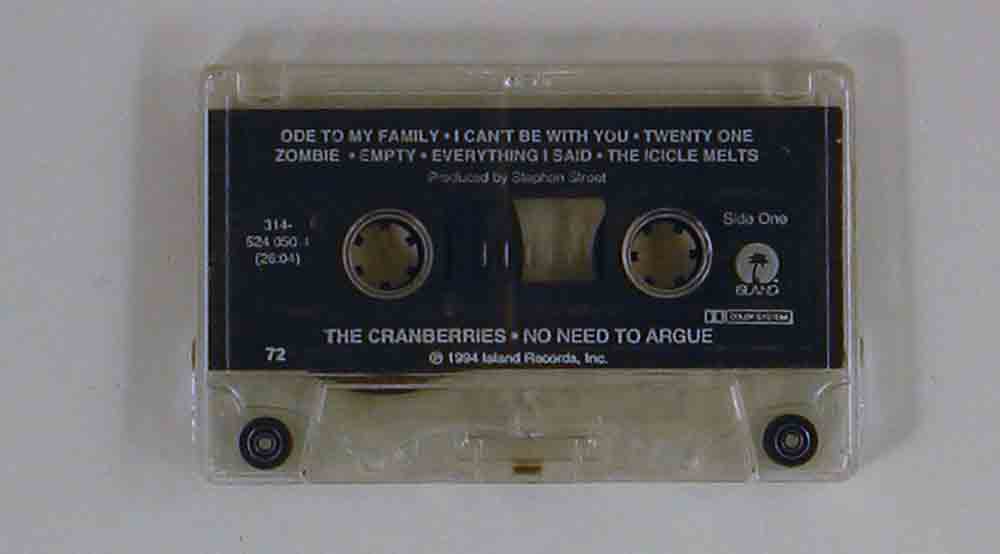 ODE TO MY FAMILY • I CAN'T BE WITH YOU • TWENTY ONE
ZOMBIE • EMPTY • EVERYTHING I SAID • THE ICICLE MELTS
Produced by Stephen Street
314-
524 050-4
(26:04)
Side One
ISLAND
DOLBY SYSTEM
THE CRANBERRIES • NO NEED TO ARGUE
72
℗ 1994 Island Records, Inc.